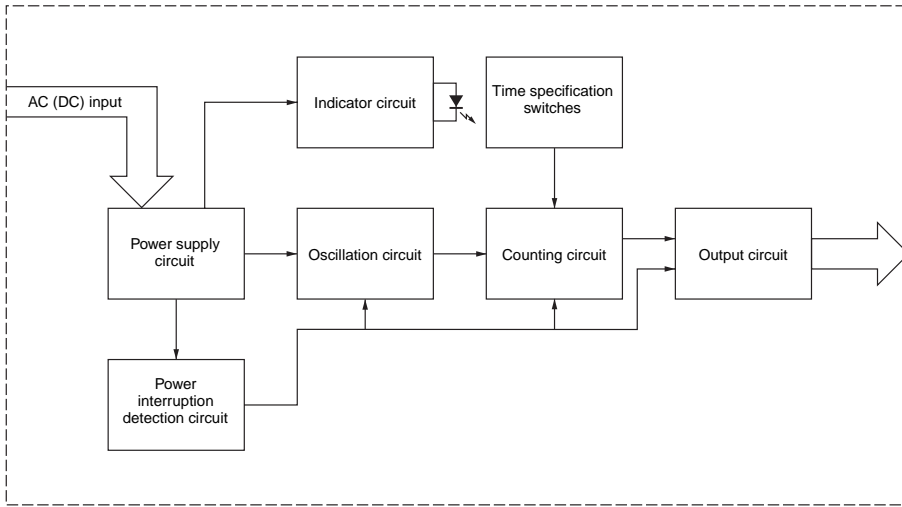 AC (DC) input
Indicator circuit
Time specification
switches
Power supply
circuit
Oscillation circuit
Counting circuit
Output circuit
Power
interruption
detection circuit